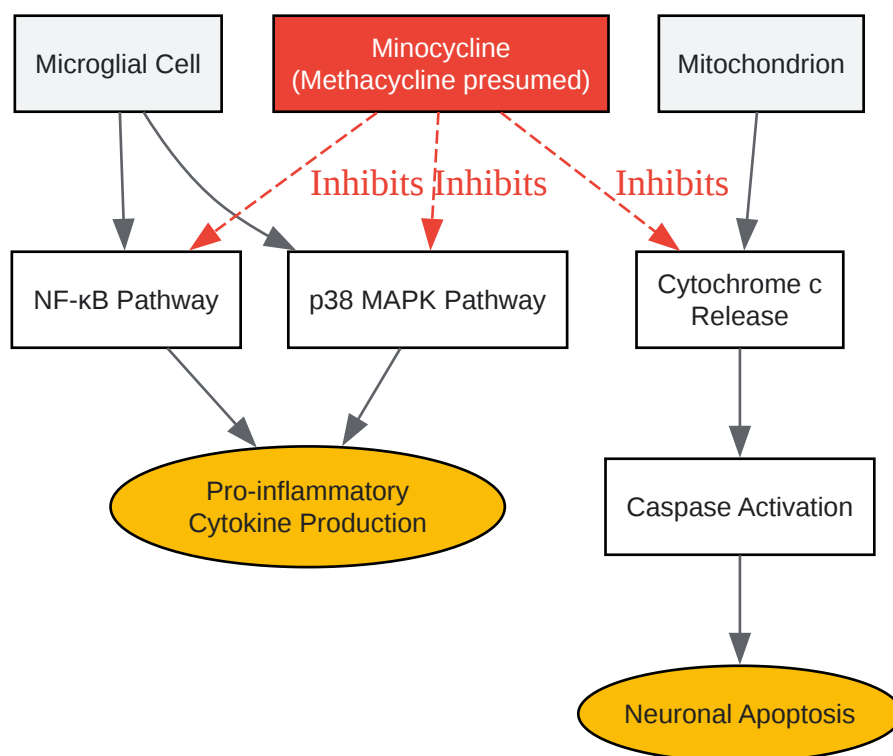 Microglial Cell
Minocycline
(Methacycline presumed)
Mitochondrion
Inhibits
Inhibits
Inhibits
NF-κB Pathway
p38 MAPK Pathway
Cytochrome c
Release
Pro-inflammatory
Cytokine Production
Caspase Activation
Neuronal Apoptosis